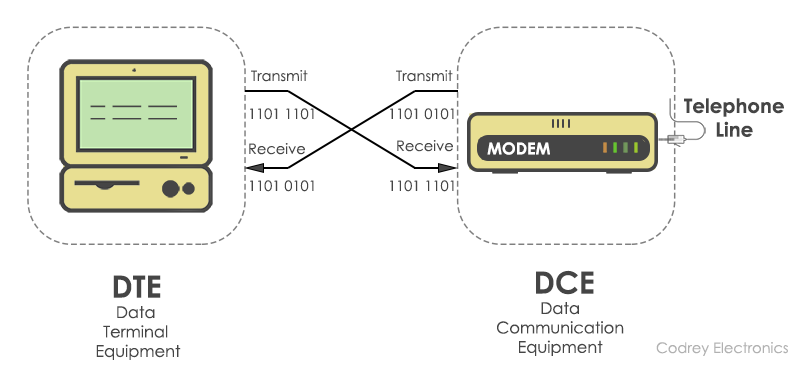 Transmit
Transmit
1101 1101
1101 0101
Receive
Receive
1101 0101
1101 1101
MODEM
Telephone
Line
DTE
Data
Terminal
Equipment
DCE
Data
Communication
Equipment
Codrey Electronics